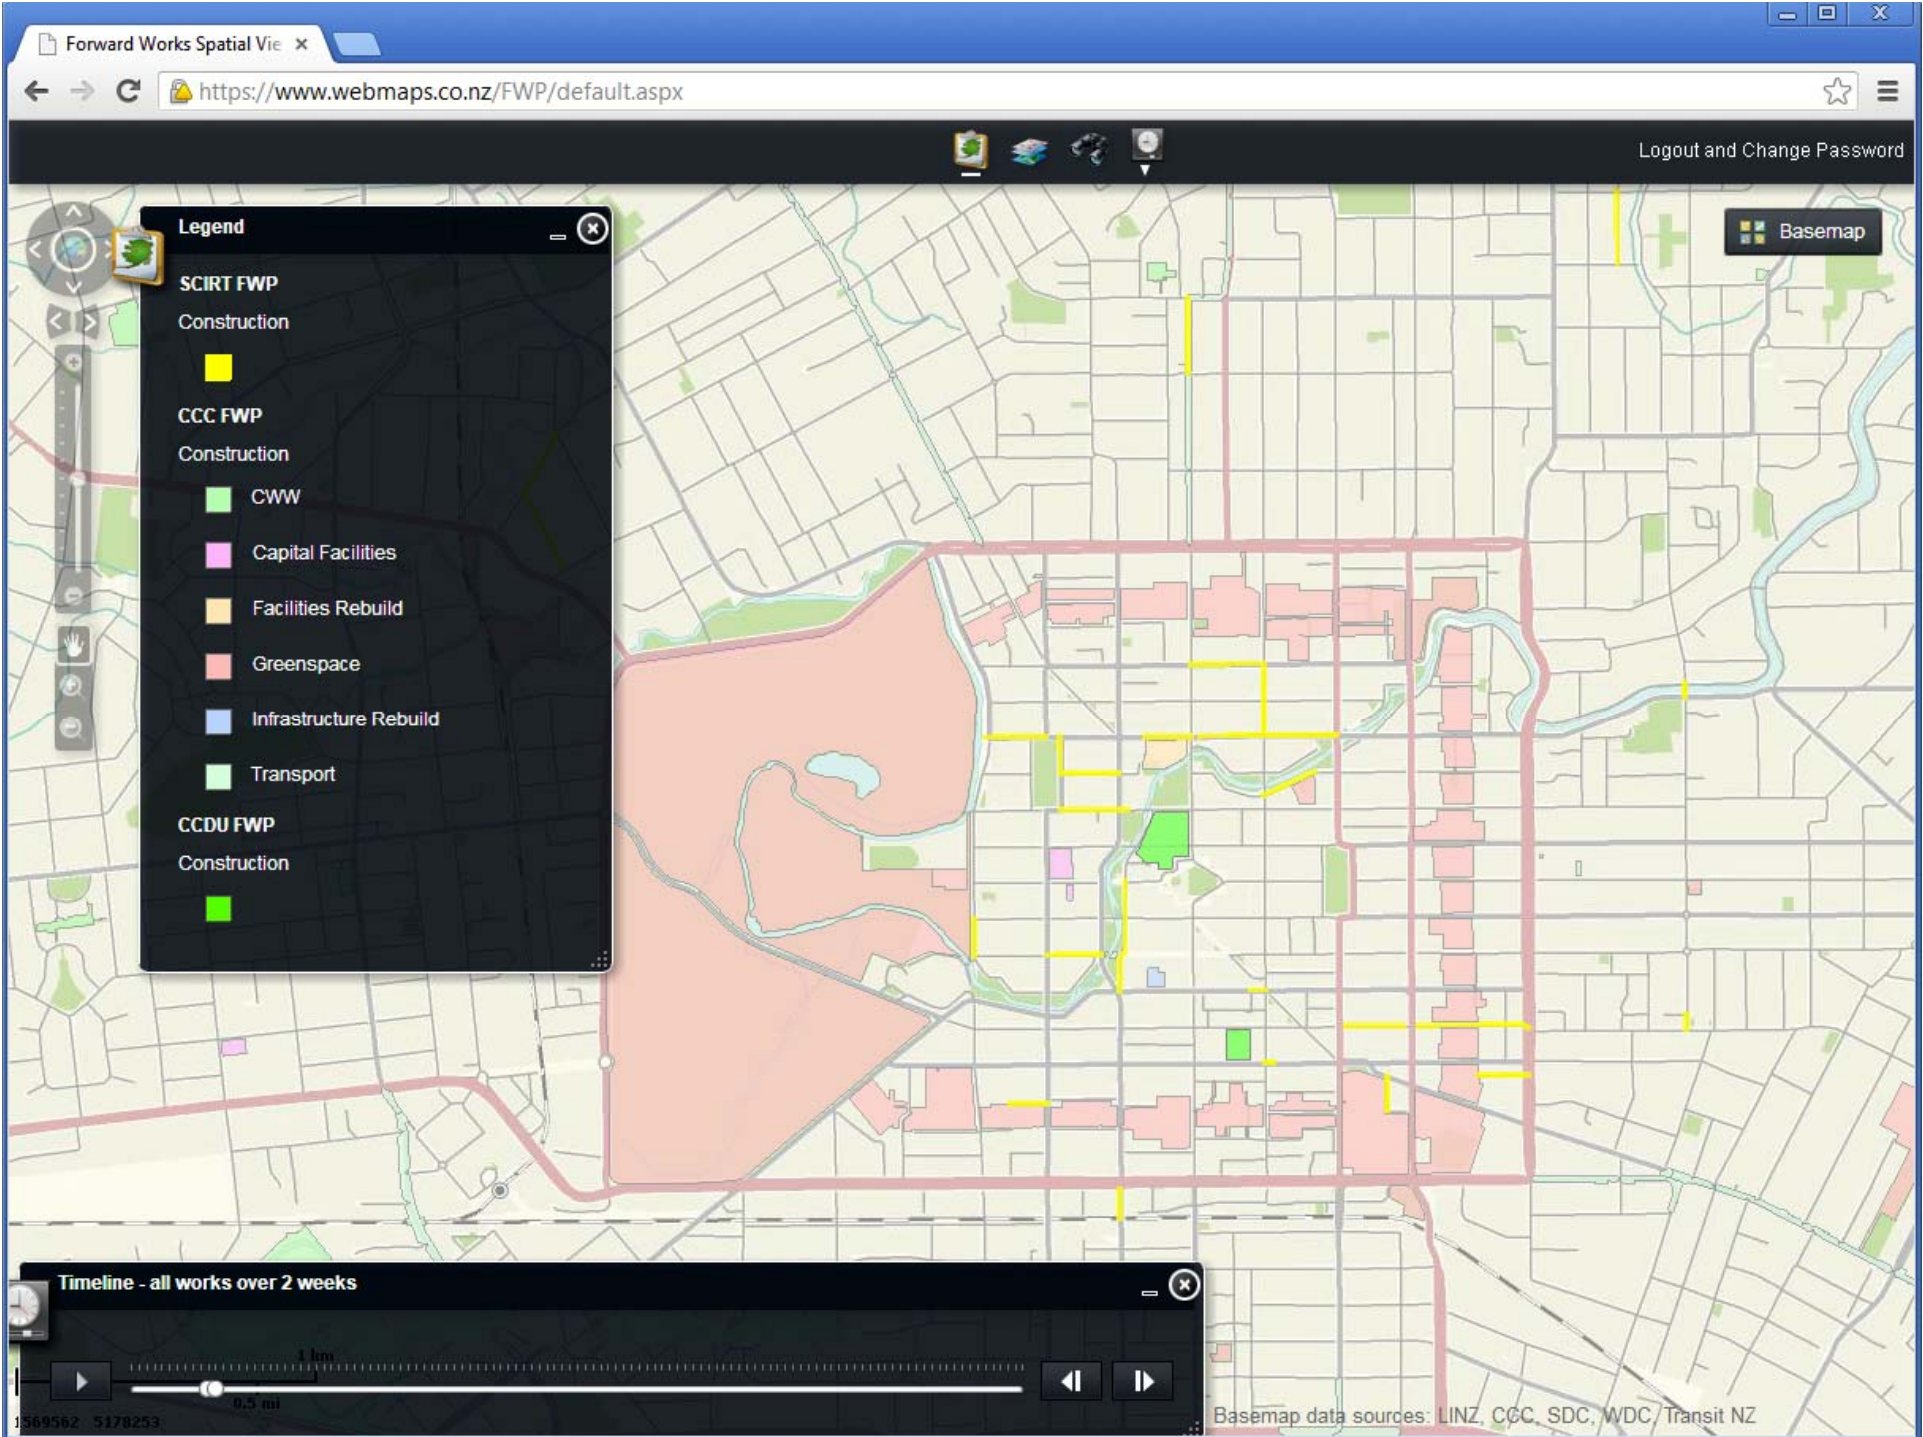 Forward Works Spatial Vie
https://www.webmaps.co.nz/FWP/default.aspx
Logout and Change Password
Legend
Basemap
SCIRT FWP
Construction
CCC FWP
Construction
CWW
Capital Facilities
Facilities Rebuild
Greenspace
Infrastructure Rebuild
Transport
CCDU FWP
Construction
Timeline - all works over 2 weeks
1 km
0.5 mi
1569562 5178253
Basemap data sources: LINZ, CCC, SDC, WDC, Transit NZ